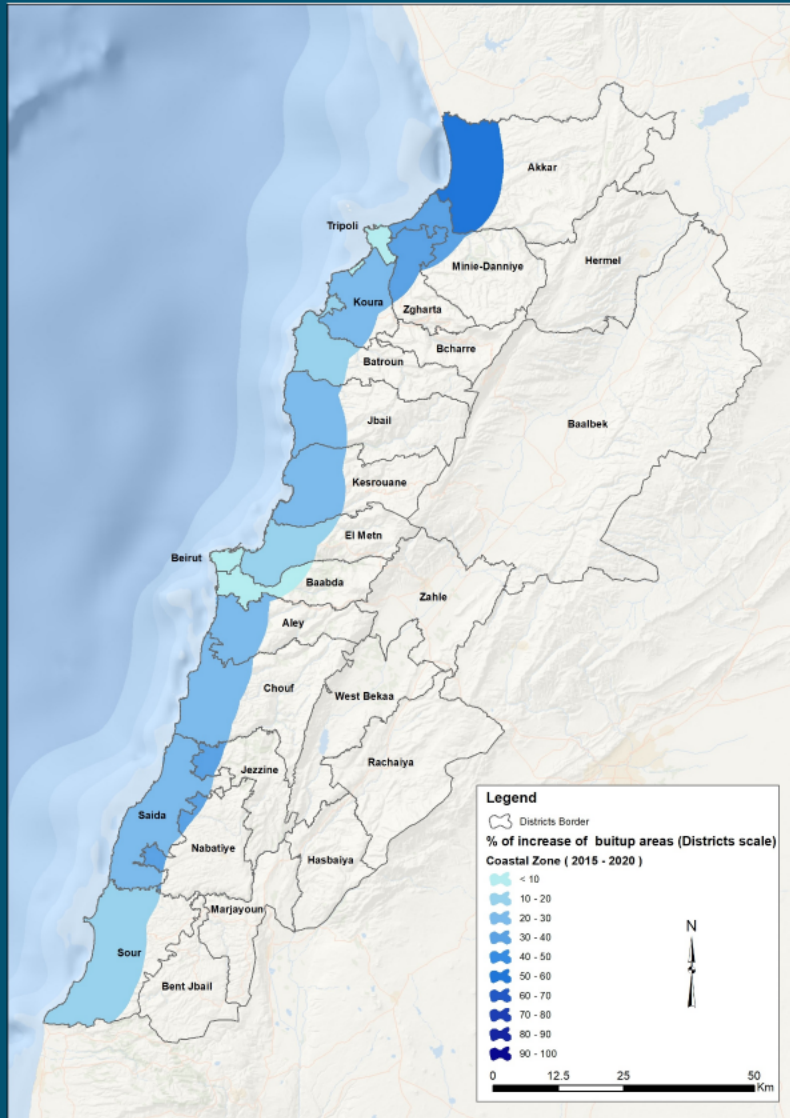 Akkar
Tripoli
Hermel
Minie-Danniye
Koura
Zgharta
Bcharre
Batroun
Jbail
Baalbek
Kesrouane
El Metn
Beirut
Baabda
Zahle
Aley
Chouf
West Bekaa
Rachaiya
Jezzine
Saida
Nabatiye
Hasbaiya
Marjayoun
Sour
Bent Jbail
Legend
Districts Border
% of increase of buitup areas (Districts scale)
Coastal Zone ( 2015 - 2020 )
< 10
10 - 20
20 - 30
30 - 40
40 - 50
50 - 60
60 - 70
70 - 80
80 - 90
90 - 100
N
0 12.5 25 50
Km